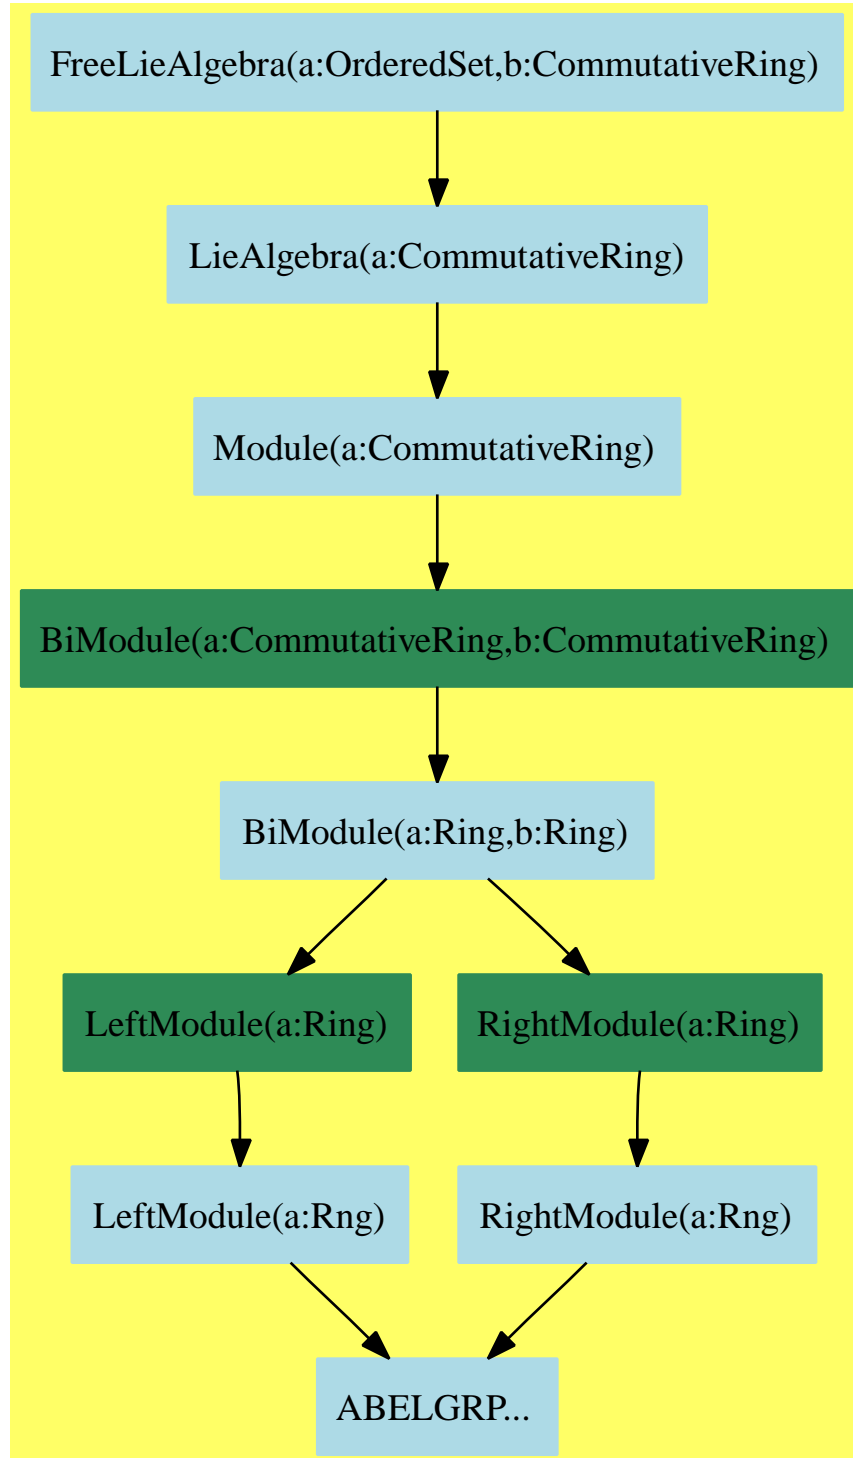 FreeLieAlgebra(a:OrderedSet,b:CommutativeRing)
LieAlgebra(a:CommutativeRing)
Module(a:CommutativeRing)
BiModule(a:CommutativeRing,b:CommutativeRing)
BiModule(a:Ring,b:Ring)
LeftModule(a:Ring)
RightModule(a:Ring)
LeftModule(a:Rng)
RightModule(a:Rng)
ABELGRP...